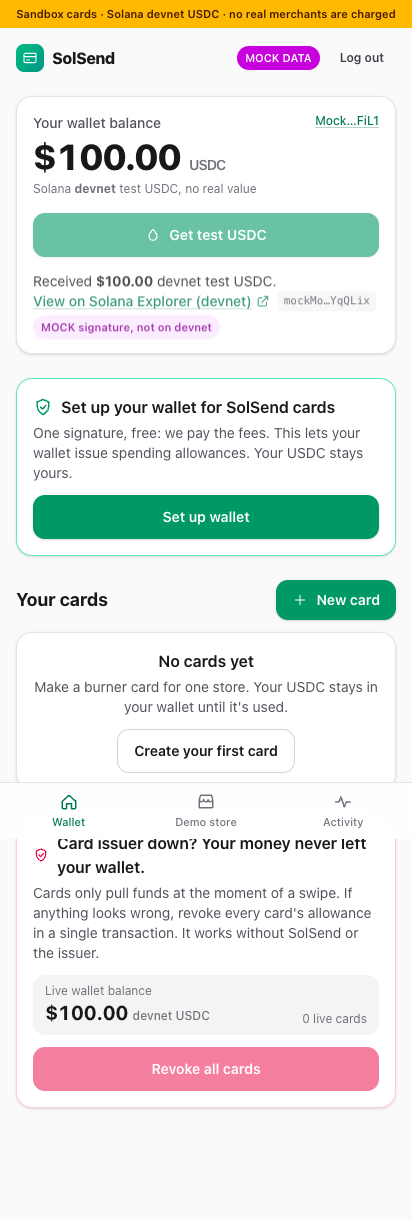 Sandbox cards · Solana devnet USDC · no real merchants are charged
SolSend
MOCK DATA
Log out
Your wallet balance
Mock…FiL1
$100.00 USDC
Solana devnet test USDC, no real value
Get test USDC
Received $100.00 devnet test USDC.
View on Solana Explorer (devnet)
mockMo…YqQLix
MOCK signature, not on devnet
Set up your wallet for SolSend cards
One signature, free: we pay the fees. This lets your
wallet issue spending allowances. Your USDC stays
yours.
Set up wallet
Your cards
New card
No cards yet
Make a burner card for one store. Your USDC stays in
your wallet until it's used.
Create your first card
Wallet
Demo store
Activity
Card issuer down? Your money never left
your wallet.
Cards only pull funds at the moment of a swipe. If
anything looks wrong, revoke every card's allowance
in a single transaction. It works without SolSend or
the issuer.
Live wallet balance
$100.00 devnet USDC
0 live cards
Revoke all cards